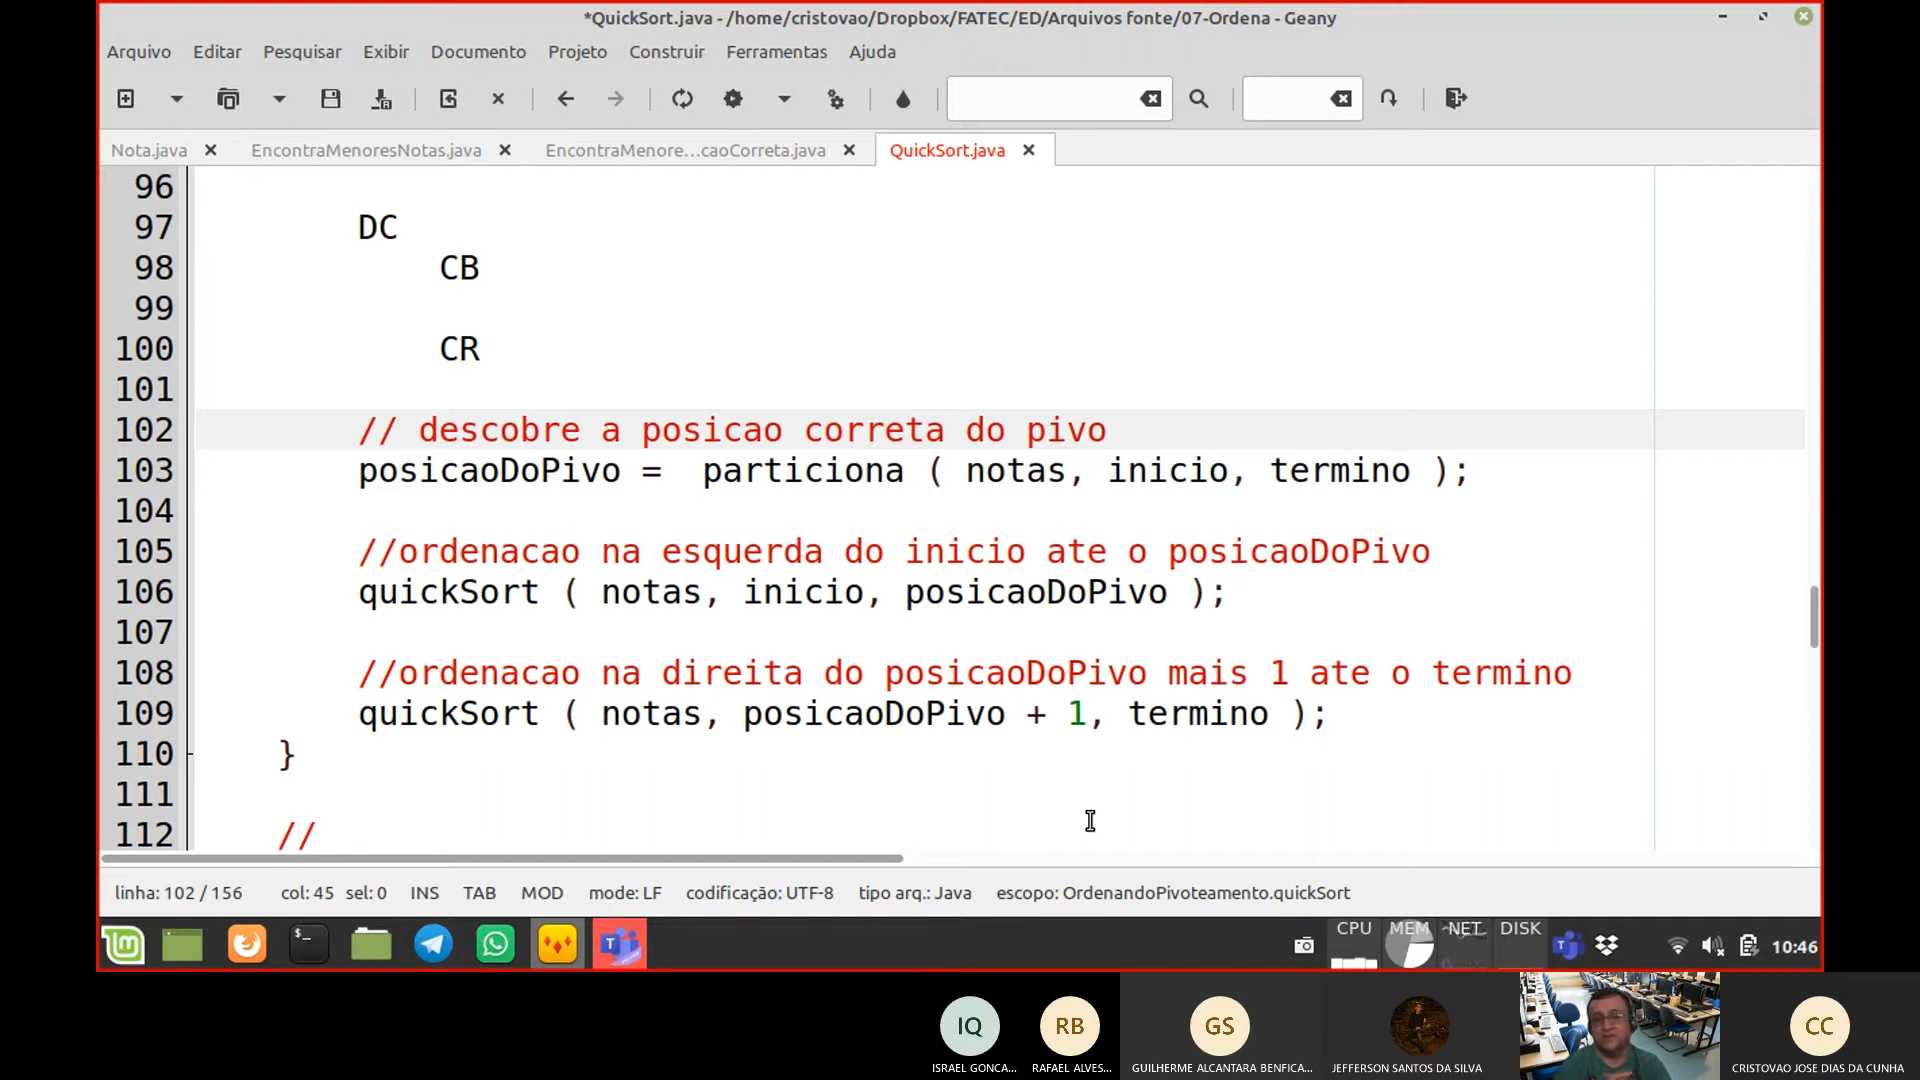 *QuickSort.java - /home/cristovao/Dropbox/FATEC/ED/Arquivos fonte/07-Ordena - Geany
Arquivo Editar Pesquisar Exibir Documento Projeto Construir Ferramentas Ajuda
Nota.java EncontraMenoresNotas.java EncontraMenore...caoCorreta.java QuickSort.java
96
97 DC
98 CB
99
100 CR
101
102 // descobre a posicao correta do pivo
103 posicaoDoPivo = particiona ( notas, inicio, termino );
104
105 //ordenacao na esquerda do inicio ate o posicaoDoPivo
106 quickSort ( notas, inicio, posicaoDoPivo );
107
108 //ordenacao na direita do posicaoDoPivo mais 1 ate o termino
109 quickSort ( notas, posicaoDoPivo + 1, termino );
110 }
111
112 //
linha: 102 / 156 col: 45 sel: 0 INS TAB MOD mode: LF codificação: UTF-8 tipo arq.: Java escopo: OrdenandoPivoteamento.quickSort
CPU MEM NET DISK
10:46
IQ RB GS CC
ISRAEL GONCA... RAFAEL ALVES... GUILHERME ALCANTARA BENFICA... JEFFERSON SANTOS DA SILVA CRISTOVAO JOSE DIAS DA CUNHA